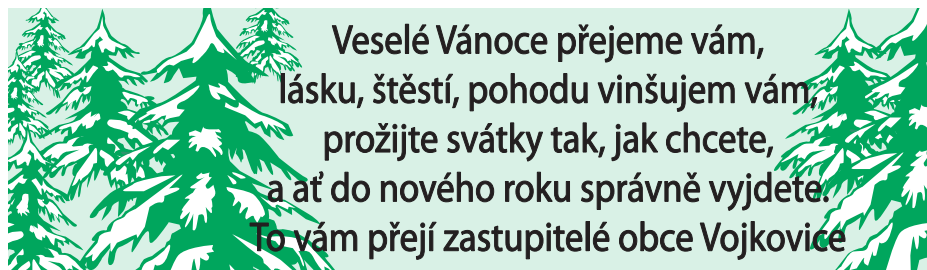 Veselé Vánoce přejeme vám,
lásku, štěstí, pohodu vinšujem vám,
prožijte svátky tak, jak chcete,
a ať do nového roku správně vyjdete.
To vám přejí zastupitelé obce Vojkovice